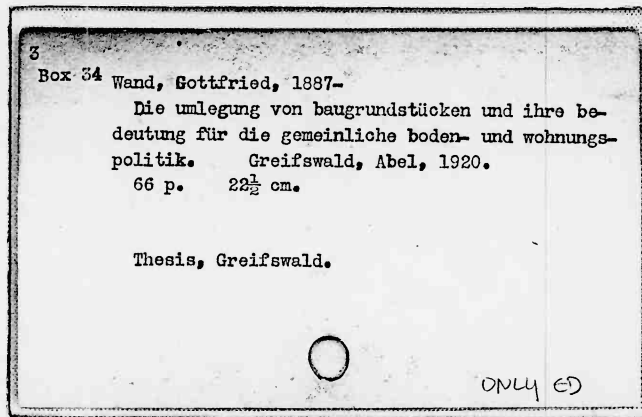 3
Box 34 Wand, Gottfried, 1887-
Die umlegung von baugrundstücken und ihre be-
deutung für die gemeinliche boden- und wohnungs-
politik. Greifswald, Abel, 1920.
66 p. 22½ cm.
Thesis, Greifswald.
ONLY ED